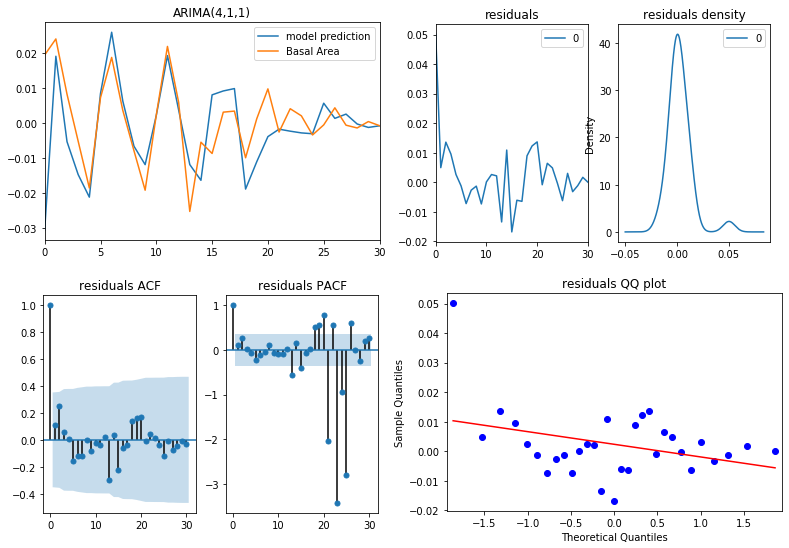 ARIMA(4,1,1)
model prediction
Basal Area
0.02
0.01
0.00
−0.01
−0.02
−0.03
0 5 10 15 20 25 30
residuals
0
0.05
0.04
0.03
0.02
0.01
0.00
−0.01
−0.02
0 10 20 30
residuals density
0
Density
40
30
20
10
0
−0.05 0.00 0.05
residuals ACF
1.0
0.8
0.6
0.4
0.2
0.0
−0.2
−0.4
0 10 20 30
residuals PACF
1
0
−1
−2
−3
0 10 20 30
residuals QQ plot
Sample Quantiles
0.05
0.04
0.03
0.02
0.01
0.00
−0.01
−0.02
−1.5 −1.0 −0.5 0.0 0.5 1.0 1.5
Theoretical Quantiles